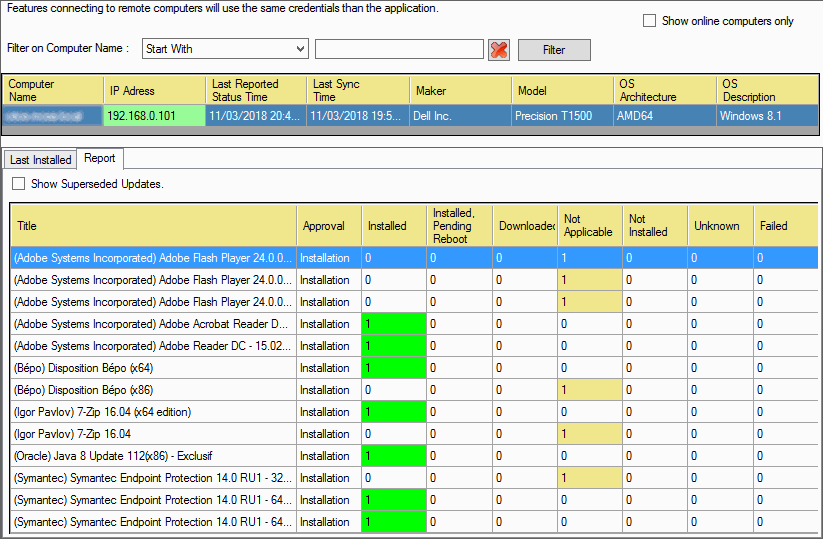 Features connecting to remote computers will use the same credentials than the application.
Show online computers only
Filter on Computer Name : Start With Filter
Computer Name IP Adress Last Reported Status Time Last Sync Time Maker Model OS Architecture OS Description
192.168.0.101 11/03/2018 20:4... 11/03/2018 19:5... Dell Inc. Precision T1500 AMD64 Windows 8.1
Last Installed Report
Show Superseded Updates.
Title Approval Installed Installed, Pending Reboot Downloaded Not Applicable Not Installed Unknown Failed
(Adobe Systems Incorporated) Adobe Flash Player 24.0.0... Installation 0 0 0 1 0 0 0
(Adobe Systems Incorporated) Adobe Flash Player 24.0.0... Installation 0 0 0 1 0 0 0
(Adobe Systems Incorporated) Adobe Flash Player 24.0.0... Installation 0 0 0 1 0 0 0
(Adobe Systems Incorporated) Adobe Acrobat Reader D... Installation 1 0 0 0 0 0 0
(Adobe Systems Incorporated) Adobe Reader DC - 15.02... Installation 1 0 0 0 0 0 0
(Bépo) Disposition Bépo (x64) Installation 1 0 0 0 0 0 0
(Bépo) Disposition Bépo (x86) Installation 0 0 0 1 0 0 0
(Igor Pavlov) 7-Zip 16.04 (x64 edition) Installation 1 0 0 0 0 0 0
(Igor Pavlov) 7-Zip 16.04 Installation 0 0 0 1 0 0 0
(Oracle) Java 8 Update 112(x86) - Exclusif Installation 1 0 0 0 0 0 0
(Symantec) Symantec Endpoint Protection 14.0 RU1 - 32... Installation 0 0 0 1 0 0 0
(Symantec) Symantec Endpoint Protection 14.0 RU1 - 64... Installation 1 0 0 0 0 0 0
(Symantec) Symantec Endpoint Protection 14.0 RU1 - 64... Installation 1 0 0 0 0 0 0